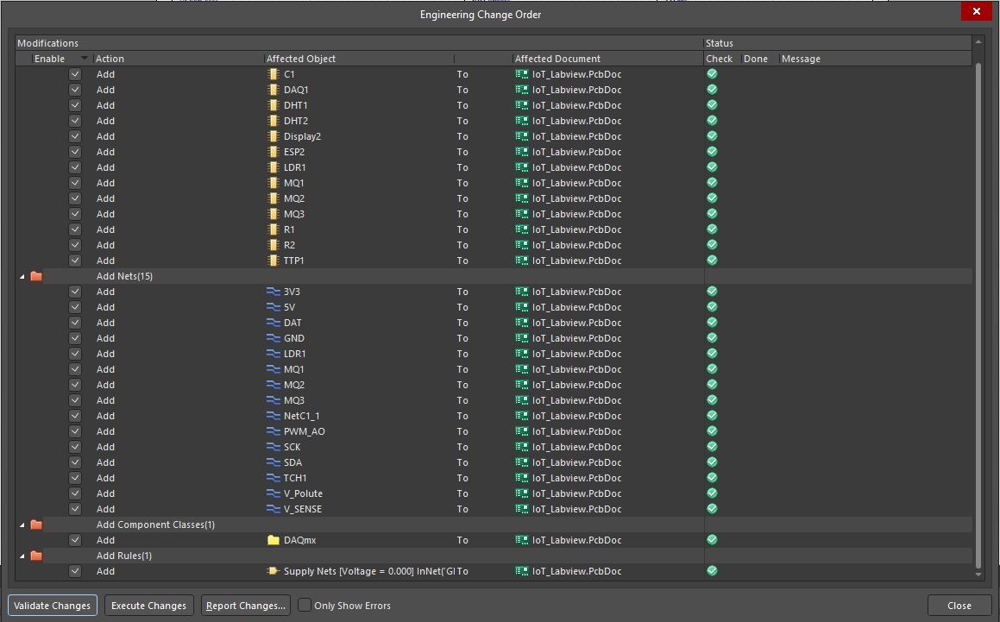 Engineering Change Order
Modifications Status
Enable Action Affected Object Affected Document Check Done Message
Add C1 To IoT_Labview.PcbDoc
Add DAQ1 To IoT_Labview.PcbDoc
Add DHT1 To IoT_Labview.PcbDoc
Add DHT2 To IoT_Labview.PcbDoc
Add Display2 To IoT_Labview.PcbDoc
Add ESP2 To IoT_Labview.PcbDoc
Add LDR1 To IoT_Labview.PcbDoc
Add MQ1 To IoT_Labview.PcbDoc
Add MQ2 To IoT_Labview.PcbDoc
Add MQ3 To IoT_Labview.PcbDoc
Add R1 To IoT_Labview.PcbDoc
Add R2 To IoT_Labview.PcbDoc
Add TTP1 To IoT_Labview.PcbDoc
Add Nets(15)
Add 3V3 To IoT_Labview.PcbDoc
Add 5V To IoT_Labview.PcbDoc
Add DAT To IoT_Labview.PcbDoc
Add GND To IoT_Labview.PcbDoc
Add LDR1 To IoT_Labview.PcbDoc
Add MQ1 To IoT_Labview.PcbDoc
Add MQ2 To IoT_Labview.PcbDoc
Add MQ3 To IoT_Labview.PcbDoc
Add NetC1_1 To IoT_Labview.PcbDoc
Add PWM_AO To IoT_Labview.PcbDoc
Add SCK To IoT_Labview.PcbDoc
Add SDA To IoT_Labview.PcbDoc
Add TCH1 To IoT_Labview.PcbDoc
Add V_Polute To IoT_Labview.PcbDoc
Add V_SENSE To IoT_Labview.PcbDoc
Add Component Classes(1)
Add DAQmx To IoT_Labview.PcbDoc
Add Rules(1)
Add Supply Nets [Voltage = 0.000] InNet('GI To IoT_Labview.PcbDoc
Validate Changes Execute Changes Report Changes... Only Show Errors Close